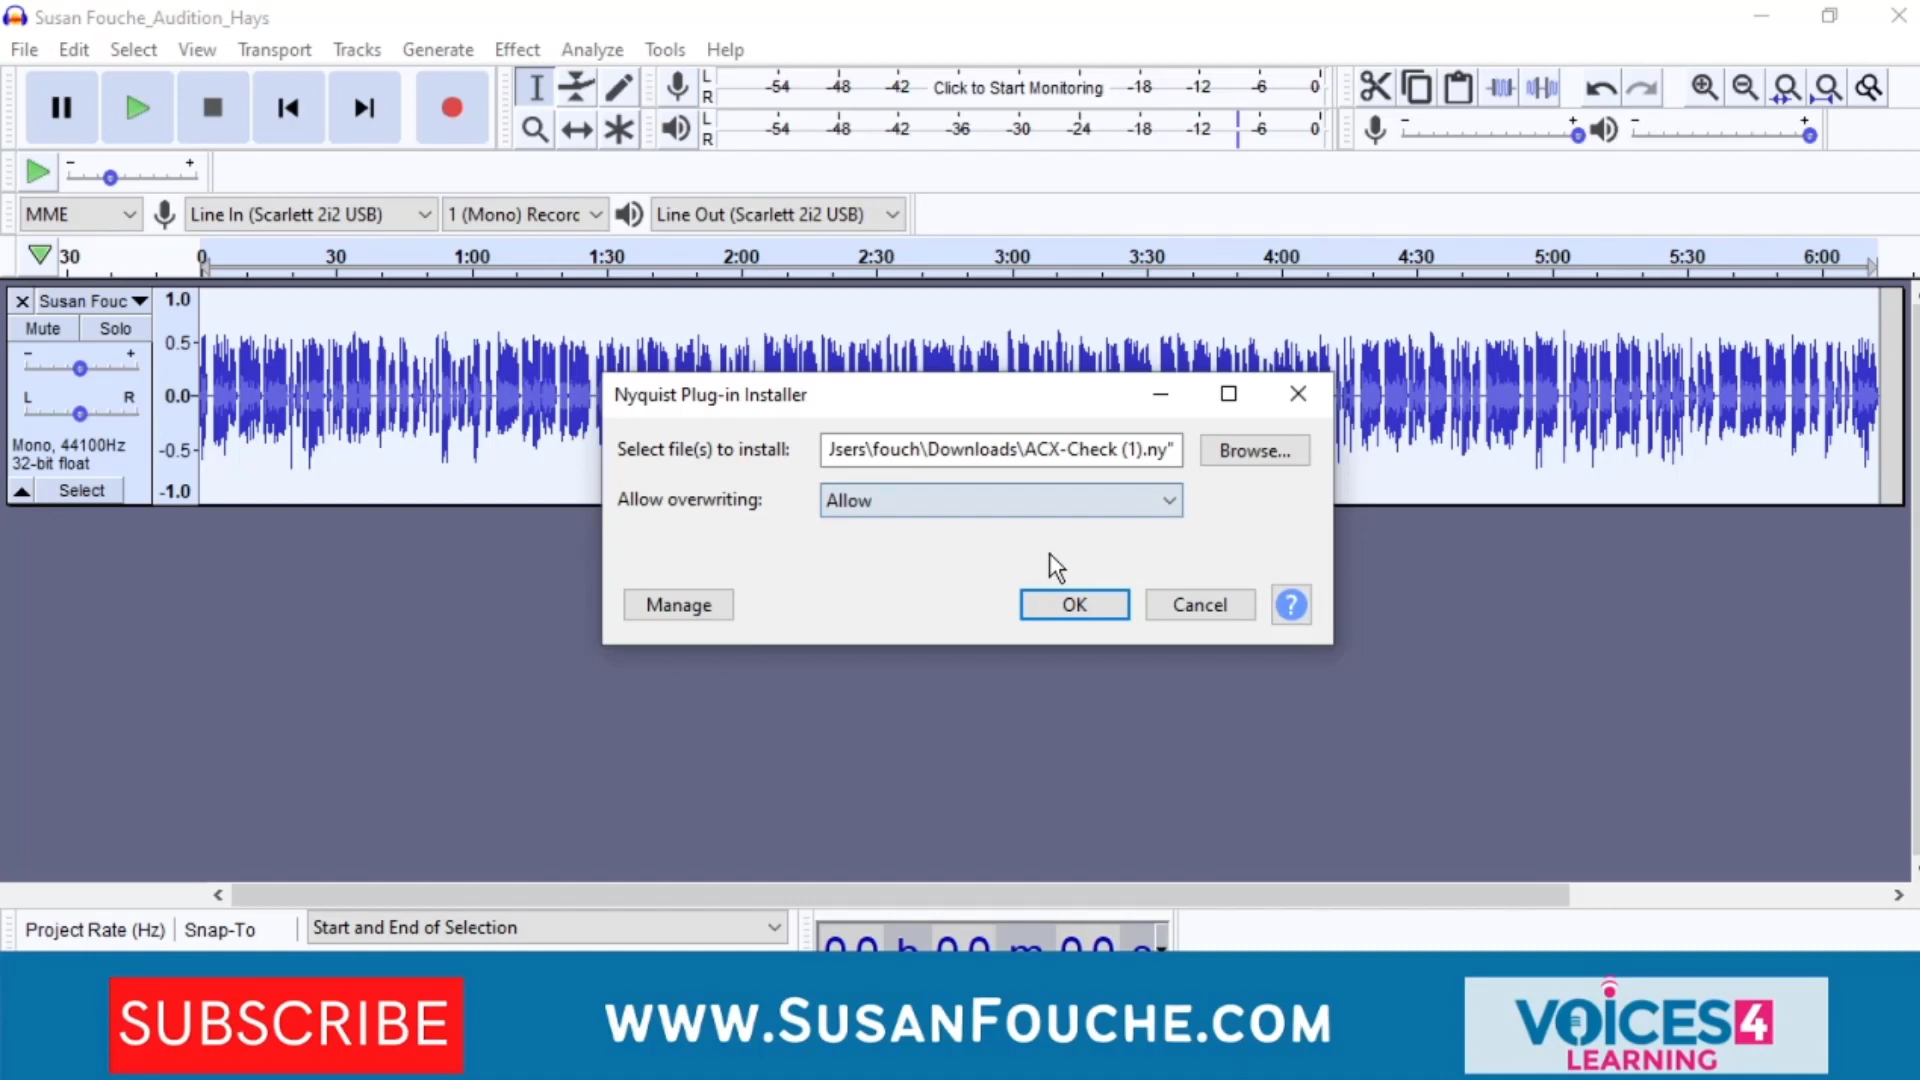 Susan Fouche_Audition_Hays
File Edit Select View Transport Tracks Generate Effect Analyze Tools Help
L R -54 -48 -42 Click to Start Monitoring -18 -12 -6 0
L R -54 -48 -42 -36 -30 -24 -18 -12 -6 0
MME Line In (Scarlett 2i2 USB) 1 (Mono) Recorc Line Out (Scarlett 2i2 USB)
30 0 30 1:00 1:30 2:00 2:30 3:00 3:30 4:00 4:30 5:00 5:30 6:00
Susan Fouc
Mute Solo
L R
Mono, 44100Hz
32-bit float
Select
1.0
0.5
0.0
-0.5
-1.0
Nyquist Plug-in Installer
Select file(s) to install: Jsers\fouch\Downloads\ACX-Check (1).ny" Browse...
Allow overwriting: Allow
Manage OK Cancel ?
Project Rate (Hz) Snap-To Start and End of Selection
00 h 00 m 00 s
SUBSCRIBE
www.SusanFouche.com
VOICES4
LEARNING